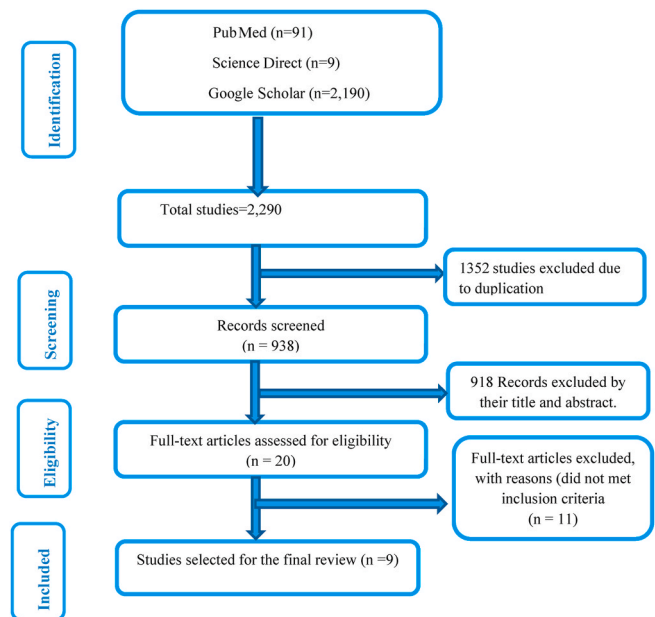 Identification
PubMed (n=91)
Science Direct (n=9)
Google Scholar (n=2,190)
Total studies=2,290
1352 studies excluded due
to duplication
Screening
Records screened
(n = 938)
918 Records excluded by
their title and abstract.
Eligibility
Full-text articles assessed for eligibility
(n = 20)
Full-text articles excluded,
with reasons (did not met
inclusion criteria
(n = 11)
Included
Studies selected for the final review (n =9)